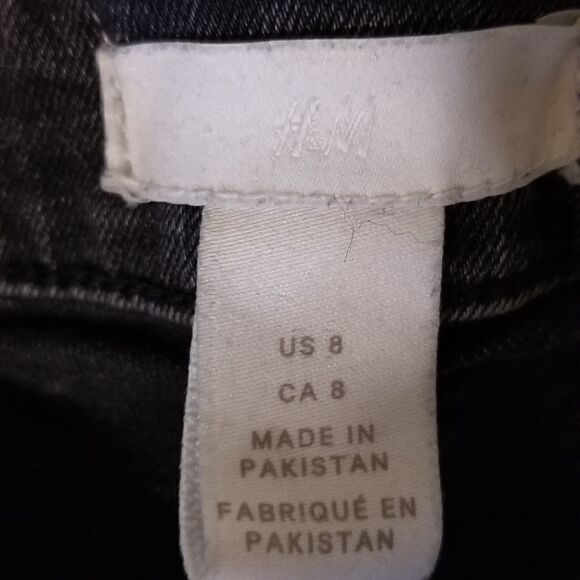 H&M
US 8
CA 8
MADE IN
PAKISTAN
FABRIQUÉ EN
PAKISTAN